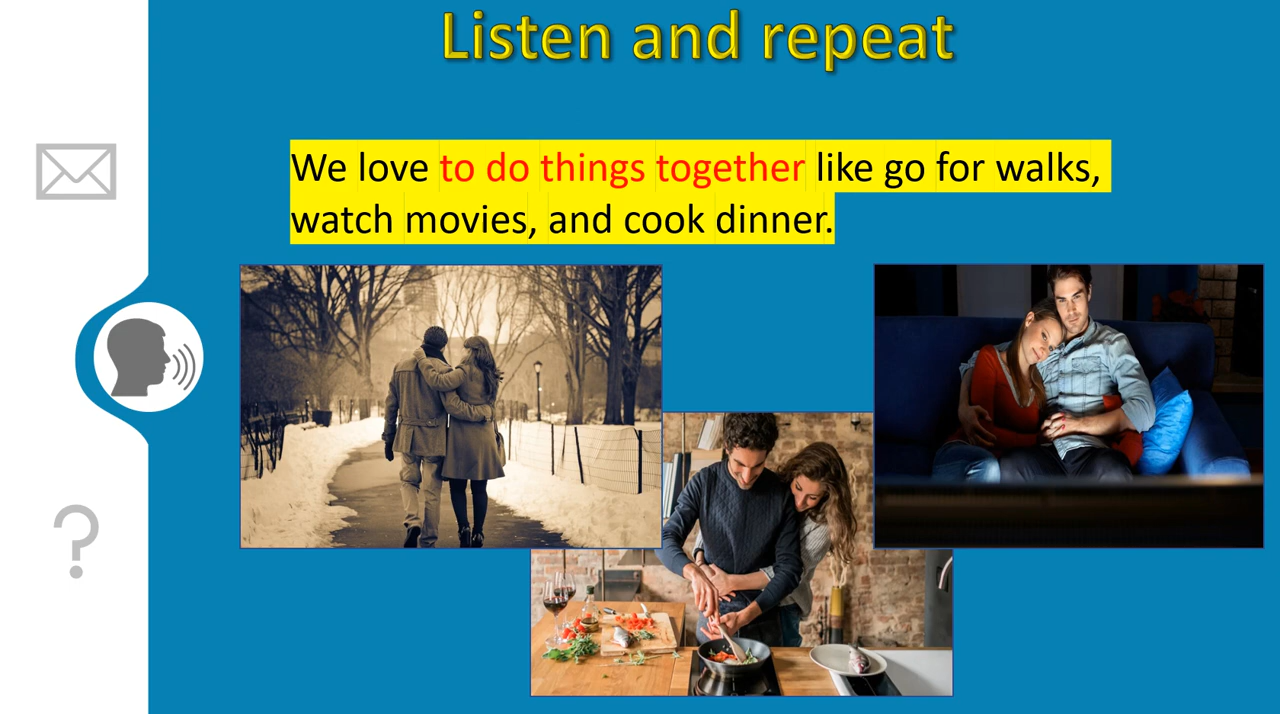 Listen and repeat
We love to do things together like go for walks,
watch movies, and cook dinner.
?